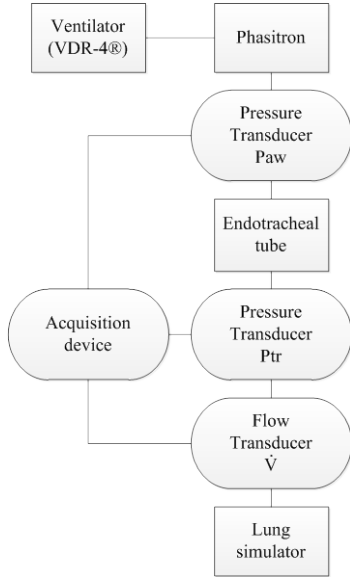 Ventilator
(VDR-4®)
Phasitron
Pressure
Transducer
Paw
Endotracheal
tube
Acquisition
device
Pressure
Transducer
Ptr
Flow
Transducer
V̇
Lung
simulator